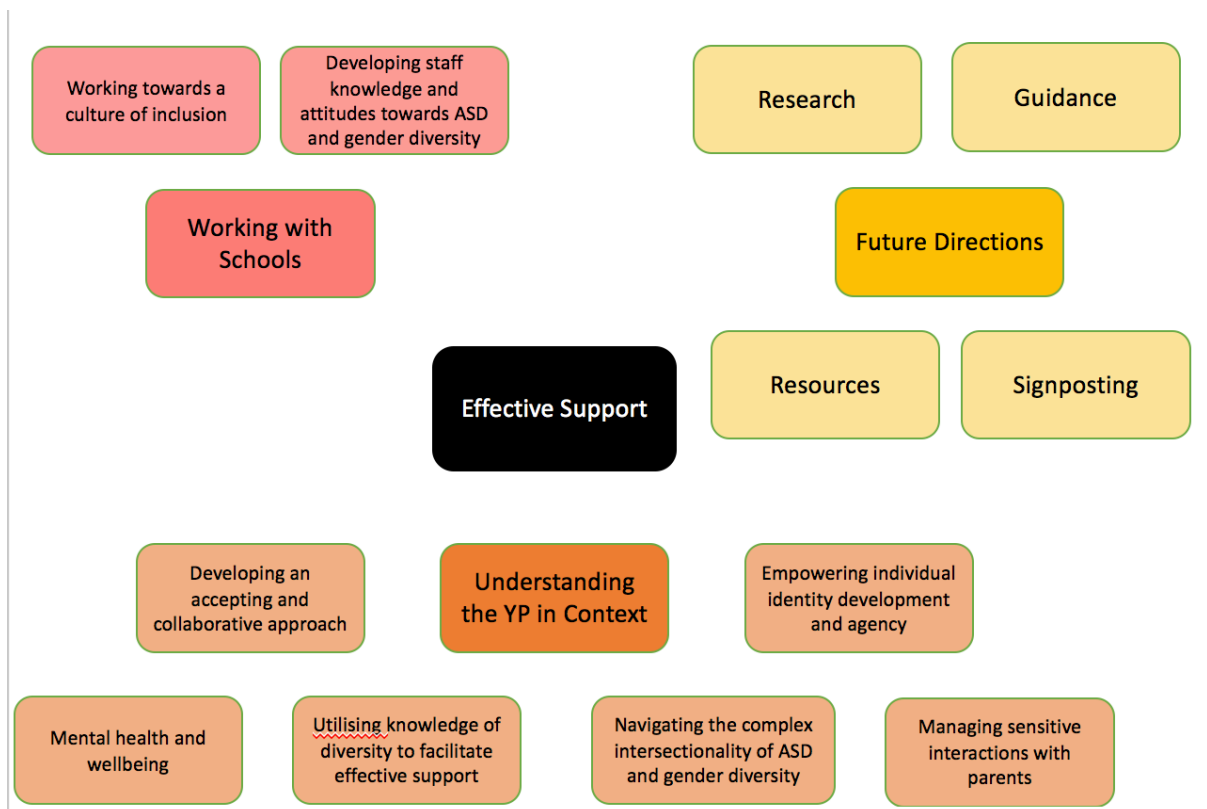 Working towards a
culture of inclusion
Developing staff
knowledge and
attitudes towards ASD
and gender diversity
Research
Guidance
Working with
Schools
Future Directions
Effective Support
Resources
Signposting
Developing an
accepting and
collaborative approach
Understanding
the YP in Context
Empowering individual
identity development
and agency
Mental health and
wellbeing
Utilising knowledge of
diversity to facilitate
effective support
Navigating the complex
intersectionality of ASD
and gender diversity
Managing sensitive
interactions with
parents